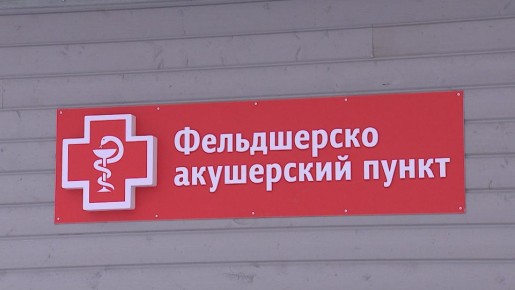 Фельдшерско
акушерский пункт